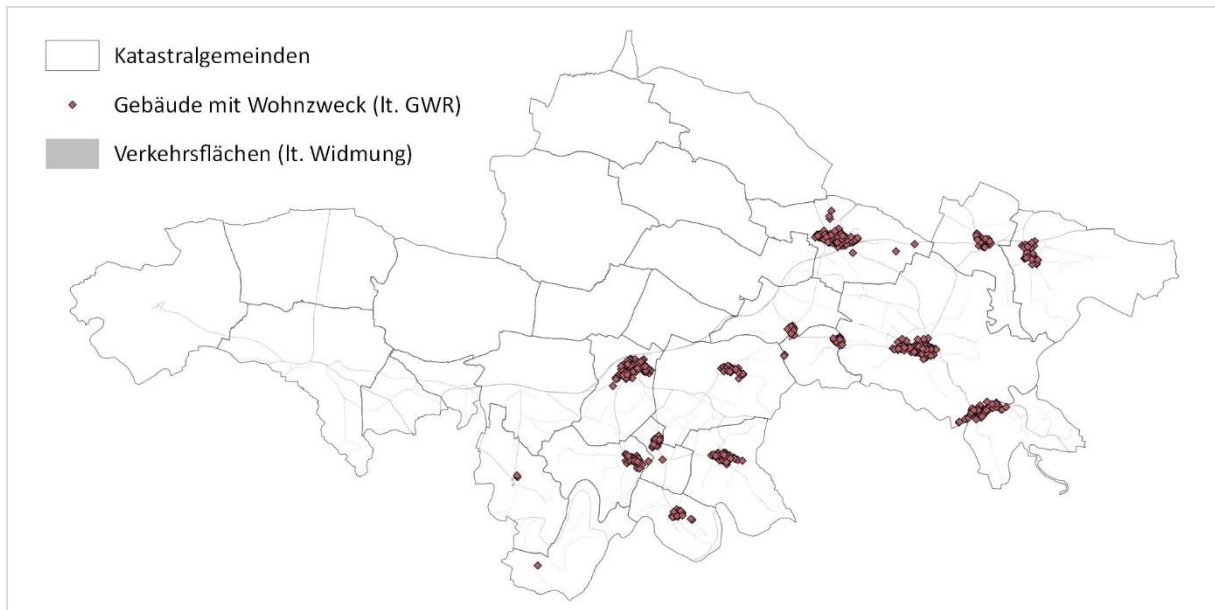 Katastralgemeinden
Gebäude mit Wohnzweck (lt. GWR)
Verkehrsflächen (lt. Widmung)